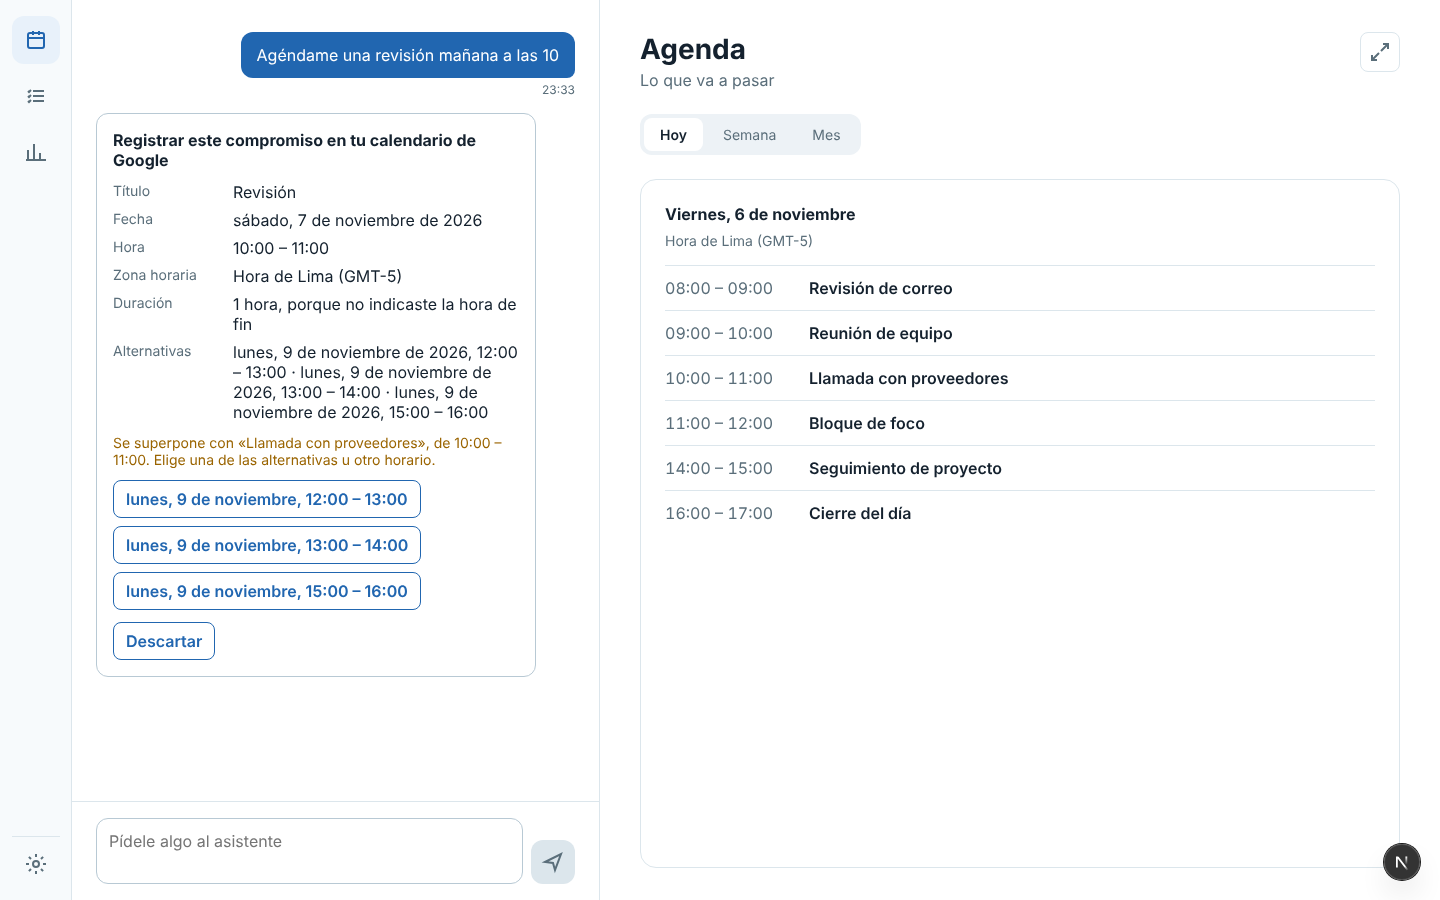 Agéndame una revisión mañana a las 10
23:33
Registrar este compromiso en tu calendario de
Google
Título Revisión
Fecha sábado, 7 de noviembre de 2026
Hora 10:00 – 11:00
Zona horaria Hora de Lima (GMT-5)
Duración 1 hora, porque no indicaste la hora de
fin
Alternativas lunes, 9 de noviembre de 2026, 12:00
– 13:00 · lunes, 9 de noviembre de
2026, 13:00 – 14:00 · lunes, 9 de
noviembre de 2026, 15:00 – 16:00
Se superpone con «Llamada con proveedores», de 10:00 –
11:00. Elige una de las alternativas u otro horario.
lunes, 9 de noviembre, 12:00 – 13:00
lunes, 9 de noviembre, 13:00 – 14:00
lunes, 9 de noviembre, 15:00 – 16:00
Descartar
Pídele algo al asistente
Agenda
Lo que va a pasar
Hoy Semana Mes
Viernes, 6 de noviembre
Hora de Lima (GMT-5)
08:00 – 09:00 Revisión de correo
09:00 – 10:00 Reunión de equipo
10:00 – 11:00 Llamada con proveedores
11:00 – 12:00 Bloque de foco
14:00 – 15:00 Seguimiento de proyecto
16:00 – 17:00 Cierre del día
N